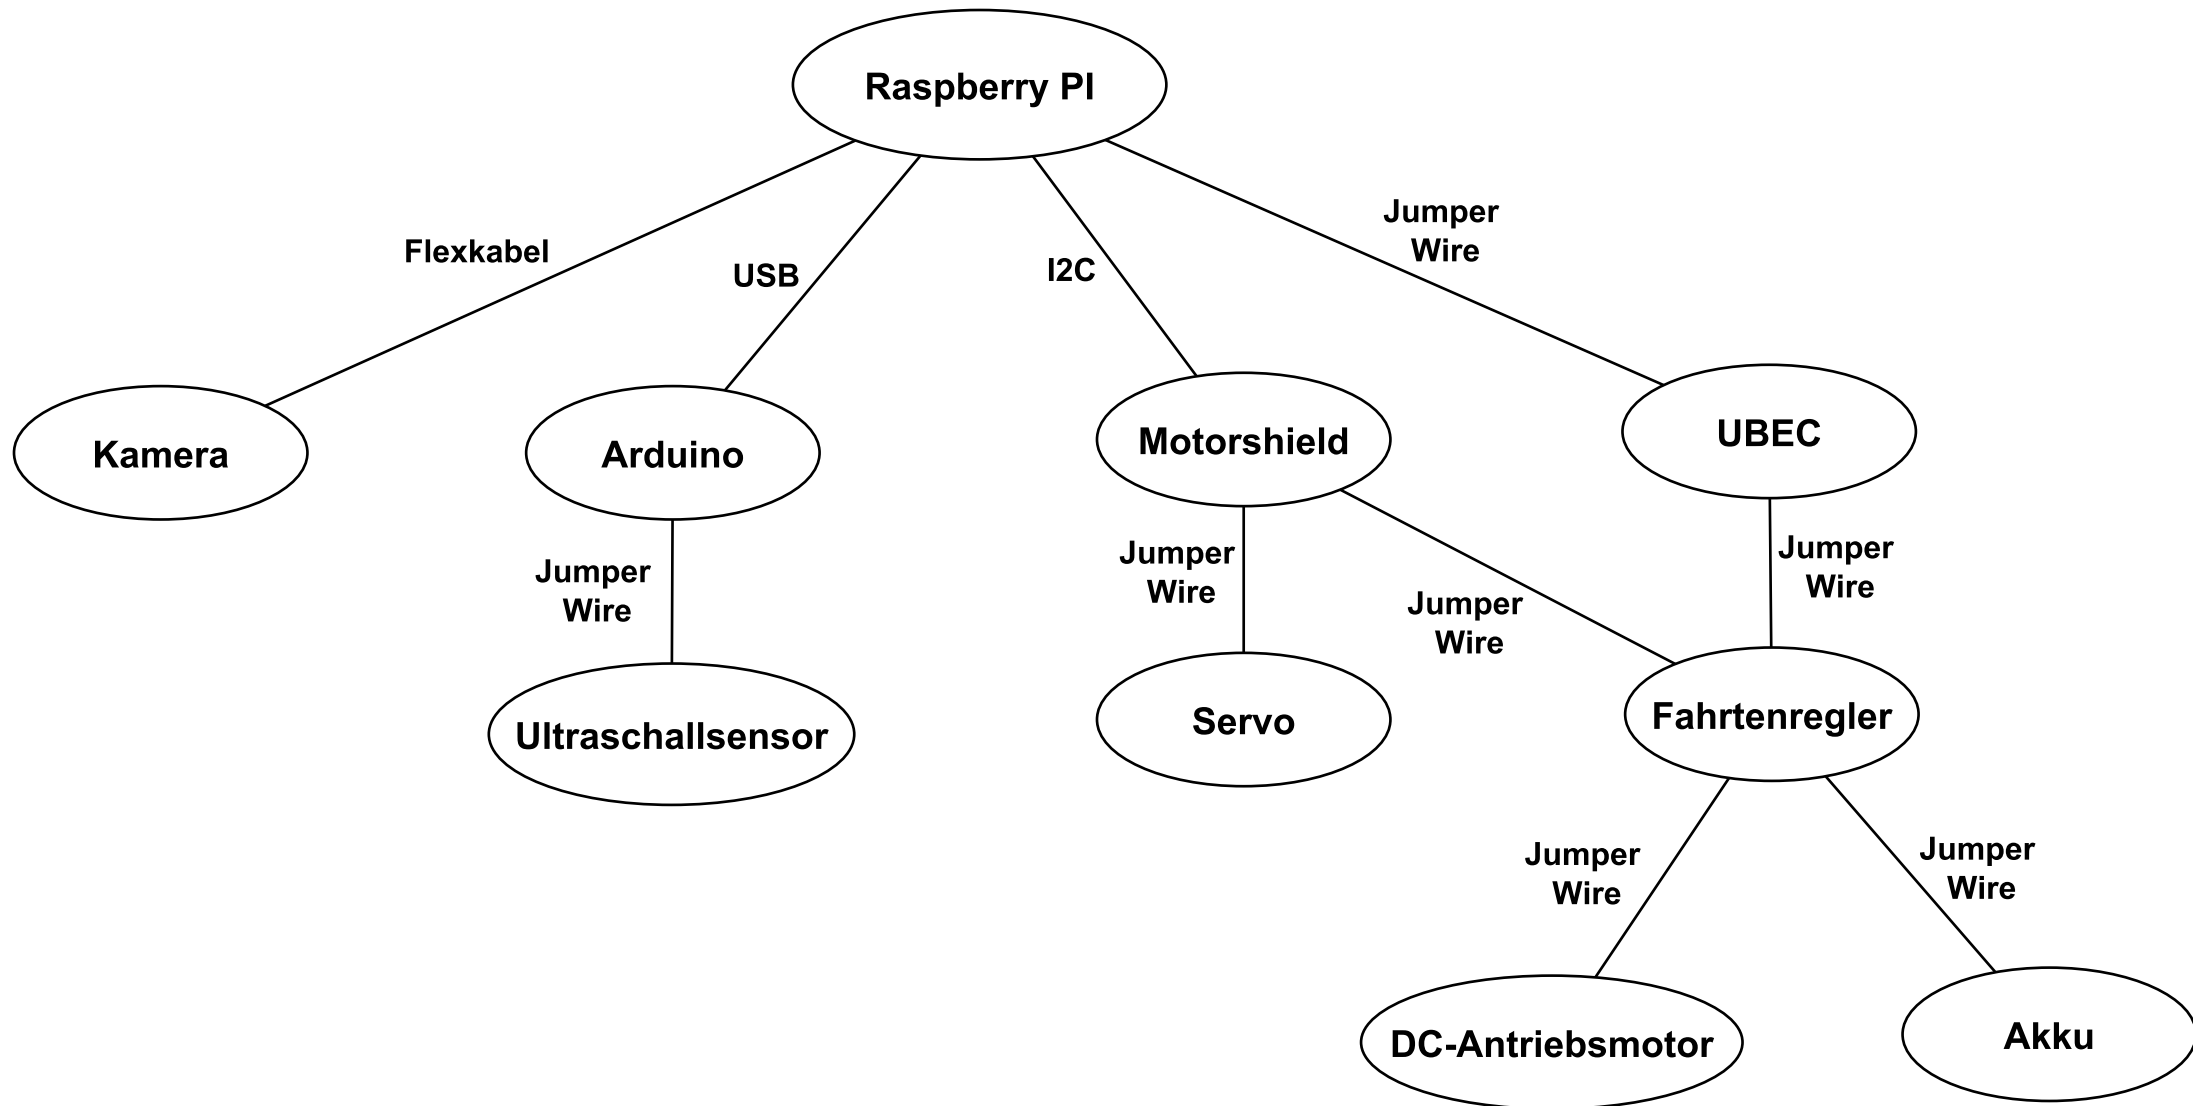 Raspberry PI
Jumper
Wire
Flexkabel
USB
I2C
Kamera
Arduino
Motorshield
UBEC
Jumper
Wire
Jumper
Wire
Jumper
Wire
Jumper
Wire
Ultraschallsensor
Servo
Fahrtenregler
Jumper
Wire
Jumper
Wire
DC-Antriebsmotor
Akku